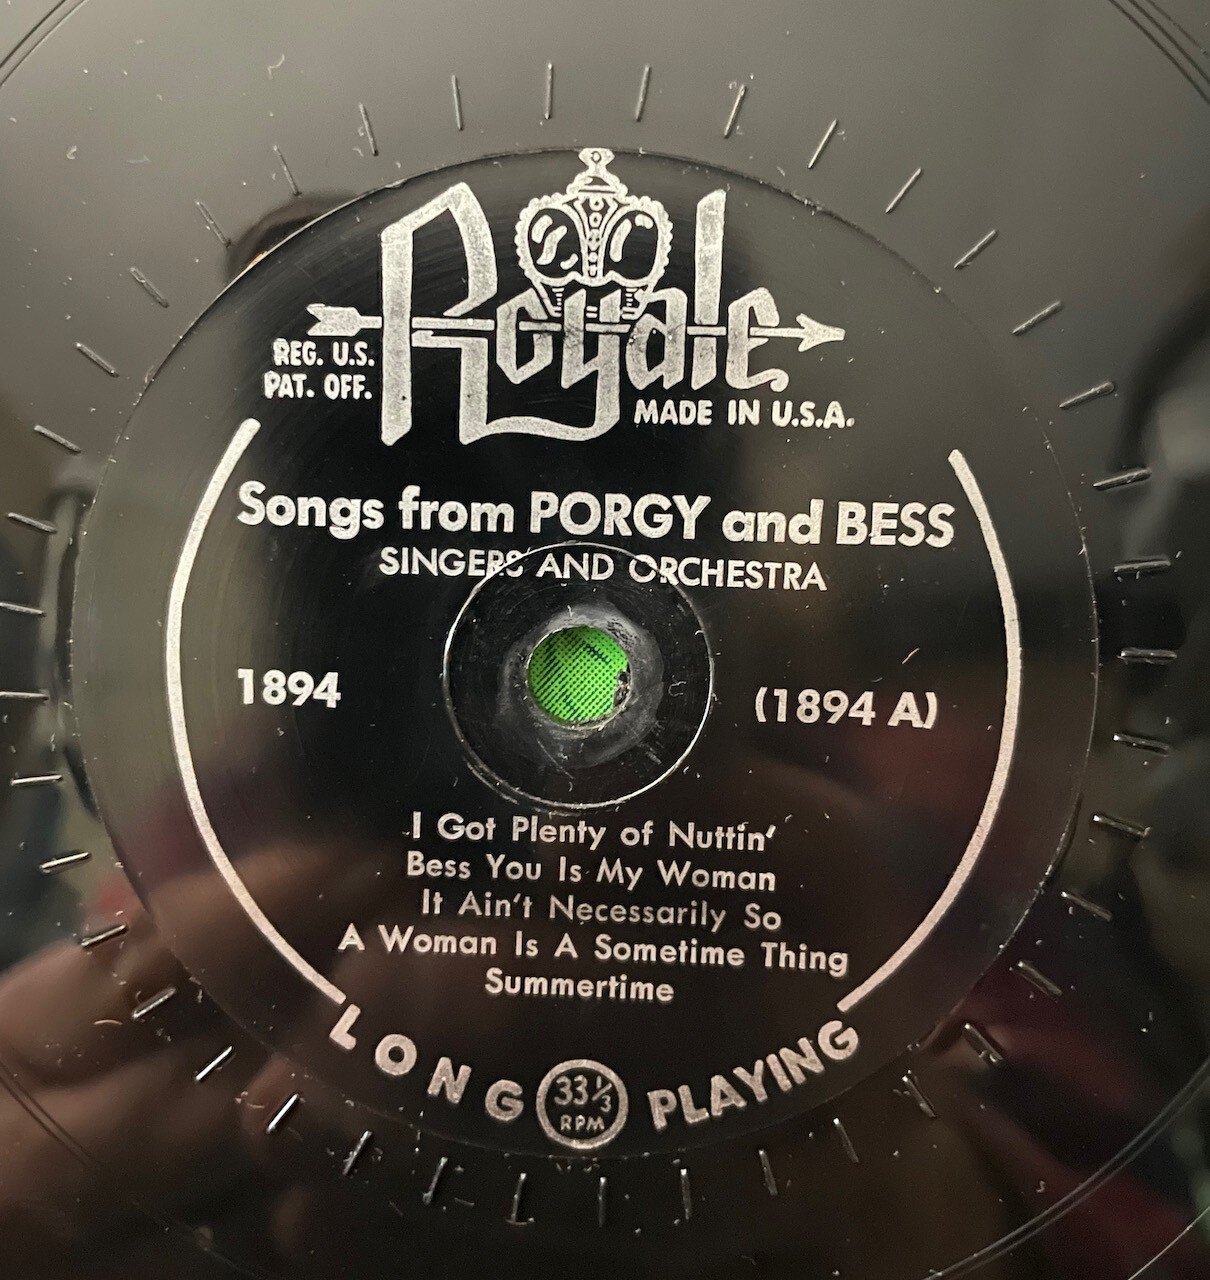 Royale
REG. U.S.
PAT. OFF.
MADE IN U.S.A.
Songs from PORGY and BESS
SINGERS AND ORCHESTRA
1894 (1894 A)
I Got Plenty of Nuttin'
Bess You Is My Woman
It Ain't Necessarily So
A Woman Is A Sometime Thing
Summertime
LONG 33⅓ RPM PLAYING